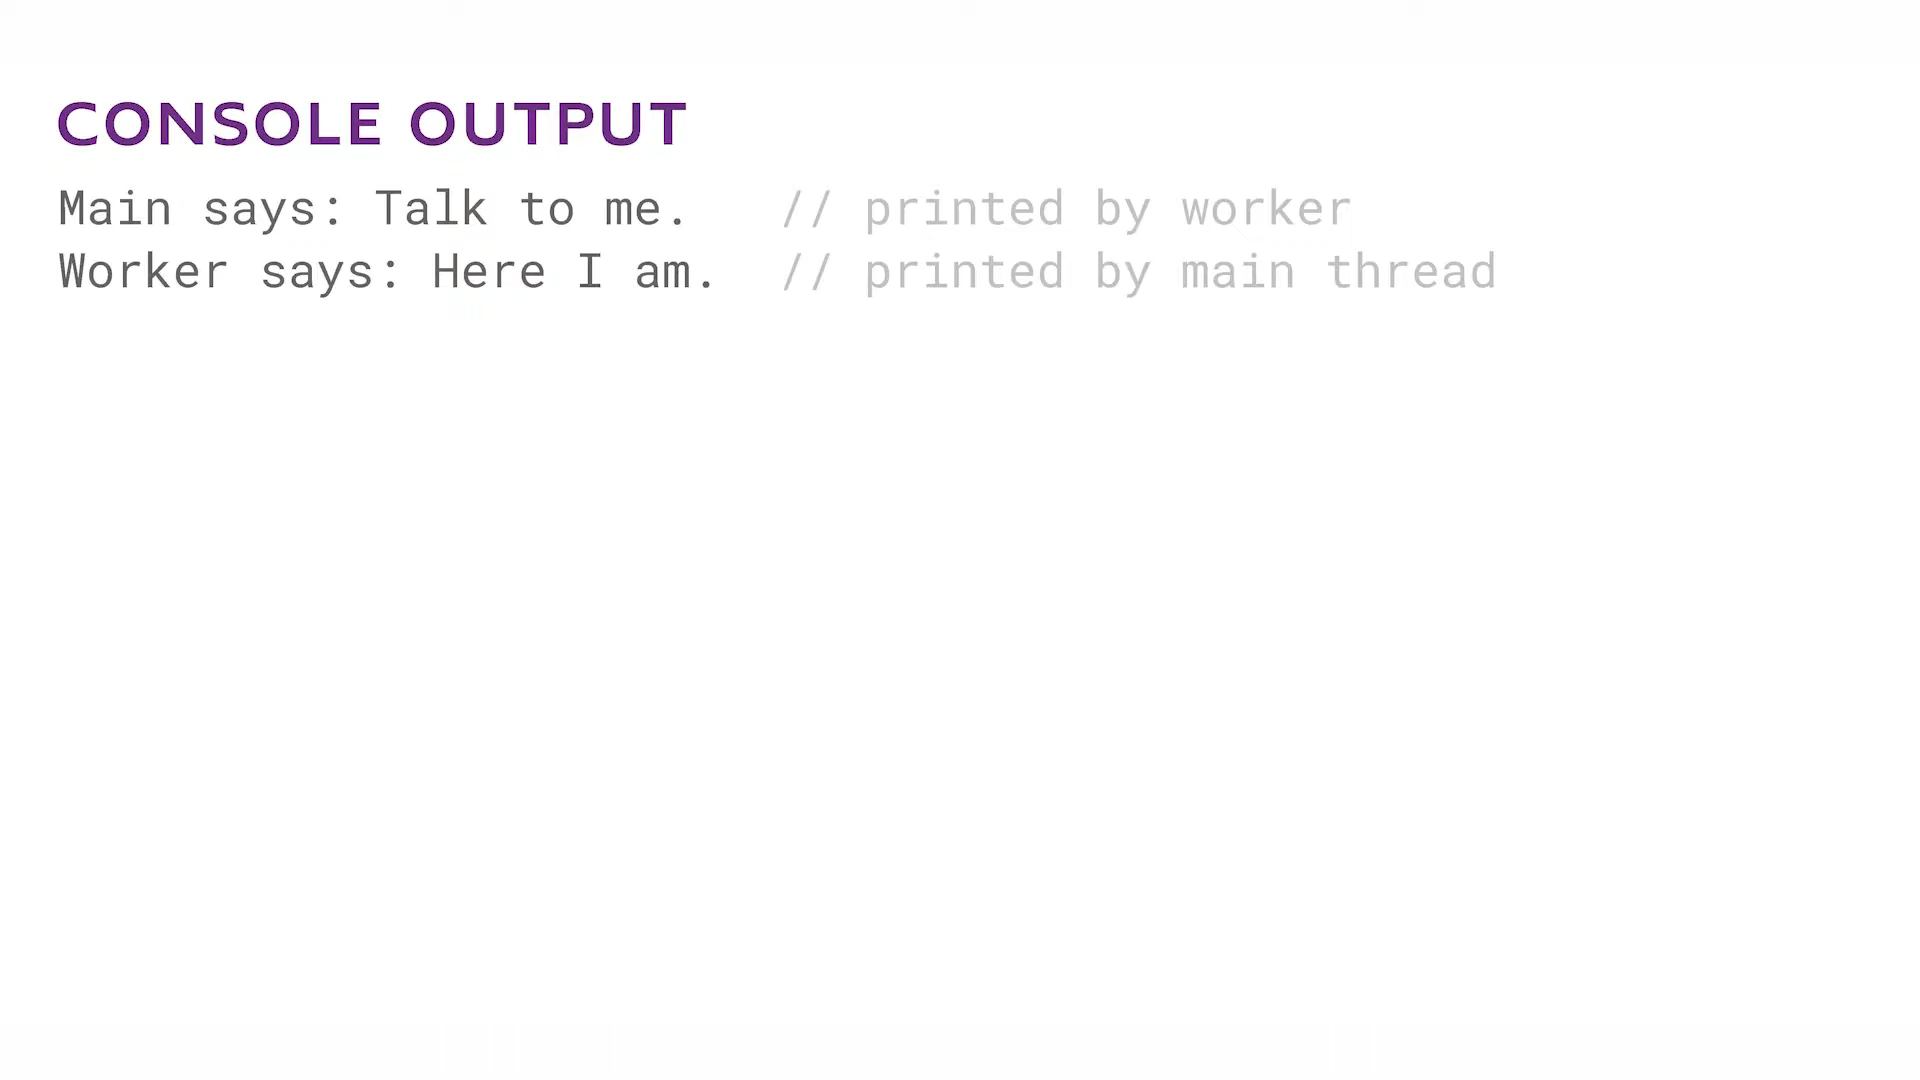 CONSOLE OUTPUT
Main says: Talk to me.   // printed by worker
Worker says: Here I am.  // printed by main thread